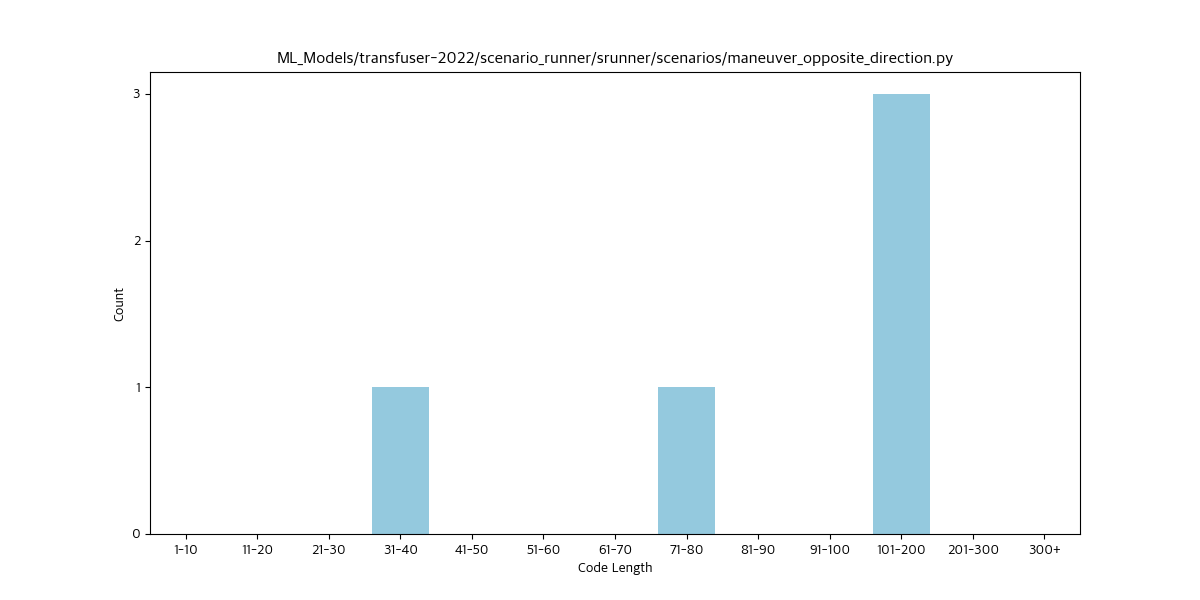 ML_Models/transfuser-2022/scenario_runner/srunner/scenarios/maneuver_opposite_direction.py
3
2
1
0
Count
1-10 11-20 21-30 31-40 41-50 51-60 61-70 71-80 81-90 91-100 101-200 201-300 300+
Code Length